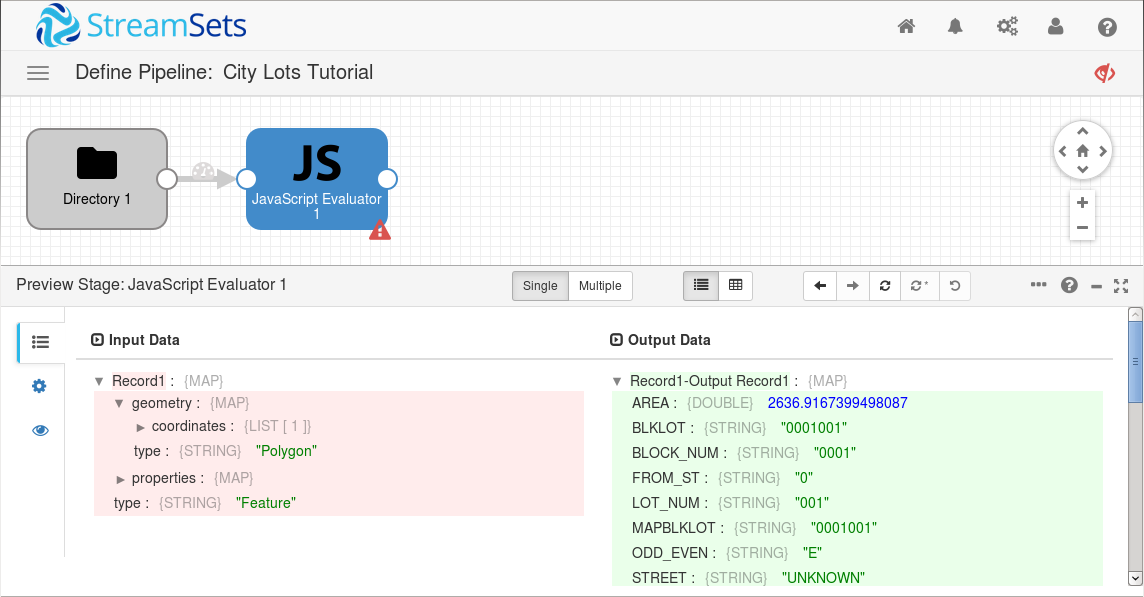 StreamSets
Define Pipeline: City Lots Tutorial
Directory 1
JS
JavaScript Evaluator
1
Preview Stage: JavaScript Evaluator 1
Single Multiple
Input Data
Record1 : {MAP}
geometry : {MAP}
coordinates : {LIST [ 1 ]}
type : {STRING} "Polygon"
properties : {MAP}
type : {STRING} "Feature"
Output Data
Record1-Output Record1 : {MAP}
AREA : {DOUBLE} 2636.9167399498087
BLKLOT : {STRING} "0001001"
BLOCK_NUM : {STRING} "0001"
FROM_ST : {STRING} "0"
LOT_NUM : {STRING} "001"
MAPBLKLOT : {STRING} "0001001"
ODD_EVEN : {STRING} "E"
STREET : {STRING} "UNKNOWN"